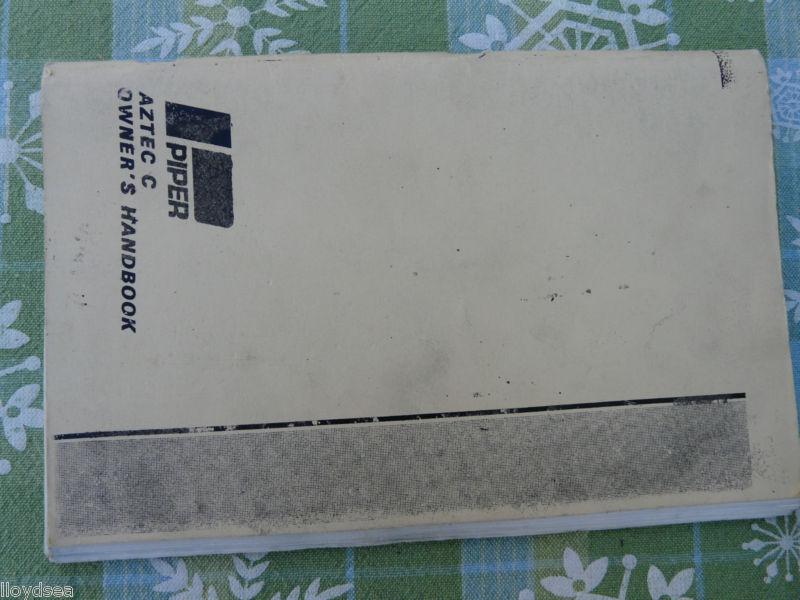 PIPER
AZTEC C
OWNER'S HANDBOOK
lloydsea